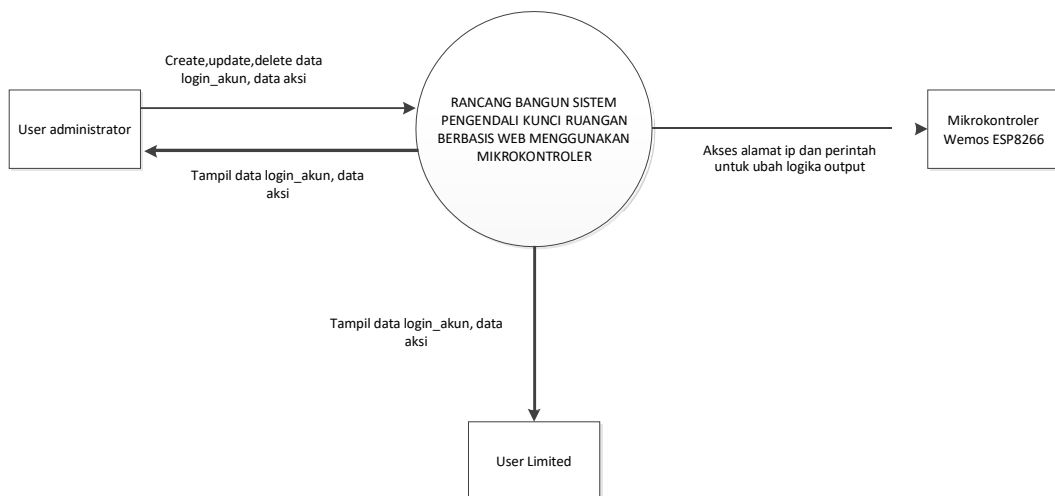 Create,update,delete data
login_akun, data aksi
User administrator
Tampil data login_akun, data
aksi
RANCANG BANGUN SISTEM
PENGENDALI KUNCI RUANGAN
BERBASIS WEB MENGGUNAKAN
MIKROKONTROLER
Akses alamat ip dan perintah
untuk ubah logika output
Mikrokontroler
Wemos ESP8266
Tampil data login_akun, data
aksi
User Limited